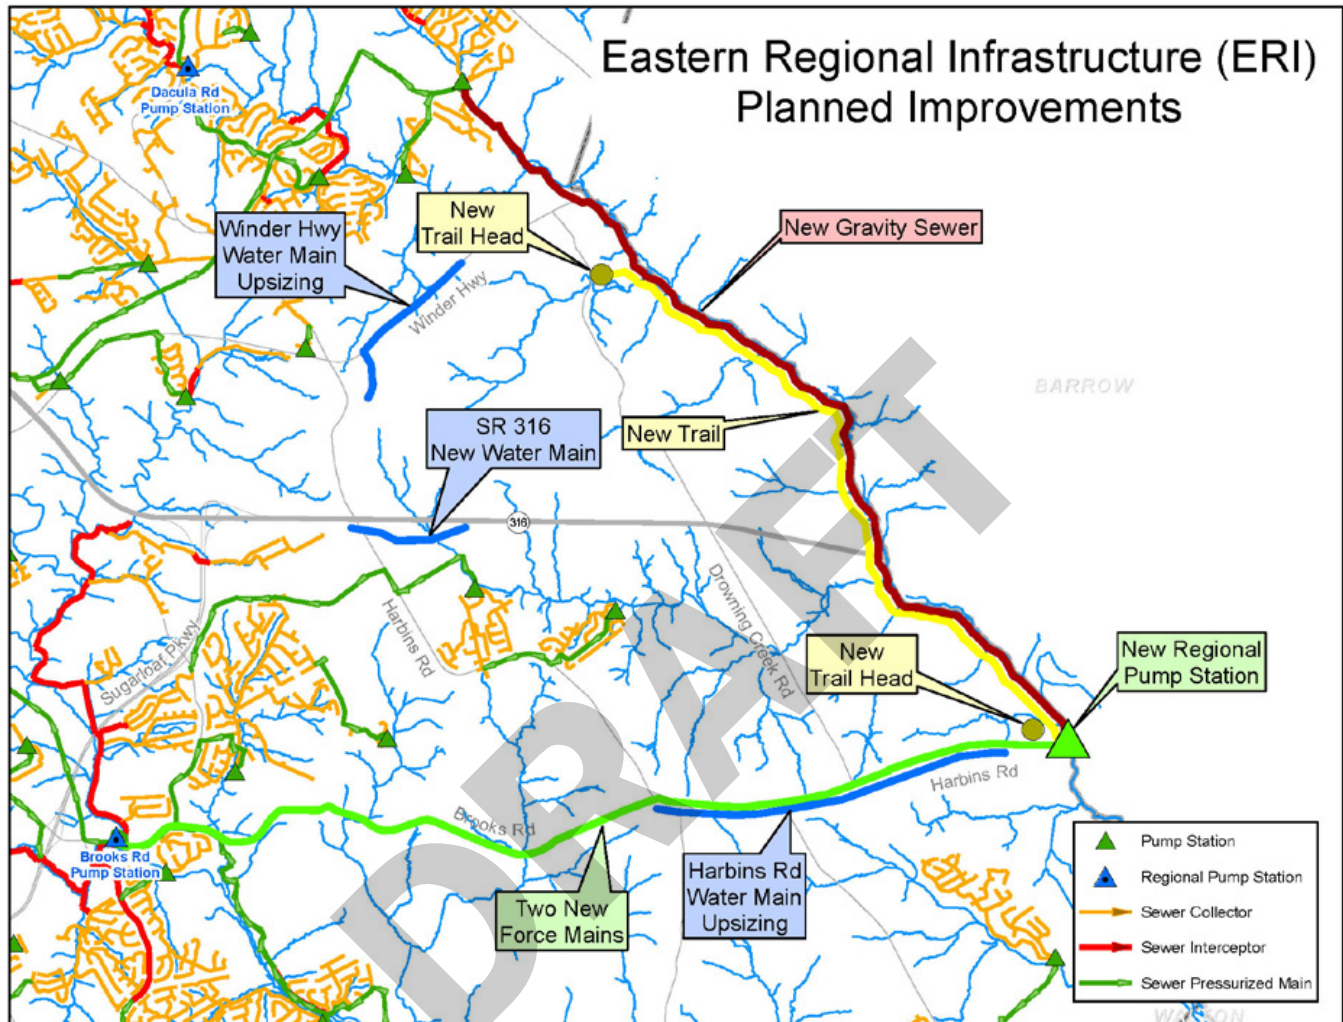 Eastern Regional Infrastructure (ERI)
Planned Improvements
Dacula Rd
Pump Station
Winder Hwy
Water Main
Upsizing
New
Trail Head
New Gravity Sewer
Winder Hwy
BARROW
SR 316
New Water Main
New Trail
316
Drowning Creek Rd
Harbins Rd
Sugarloaf Pkwy
New
Trail Head
New Regional
Pump Station
Harbins Rd
Brooks Rd
Brooks Rd
Pump Station
Two New
Force Mains
Harbins Rd
Water Main
Upsizing
Pump Station
Regional Pump Station
Sewer Collector
Sewer Interceptor
Sewer Pressurized Main
WALTON
DRAFT